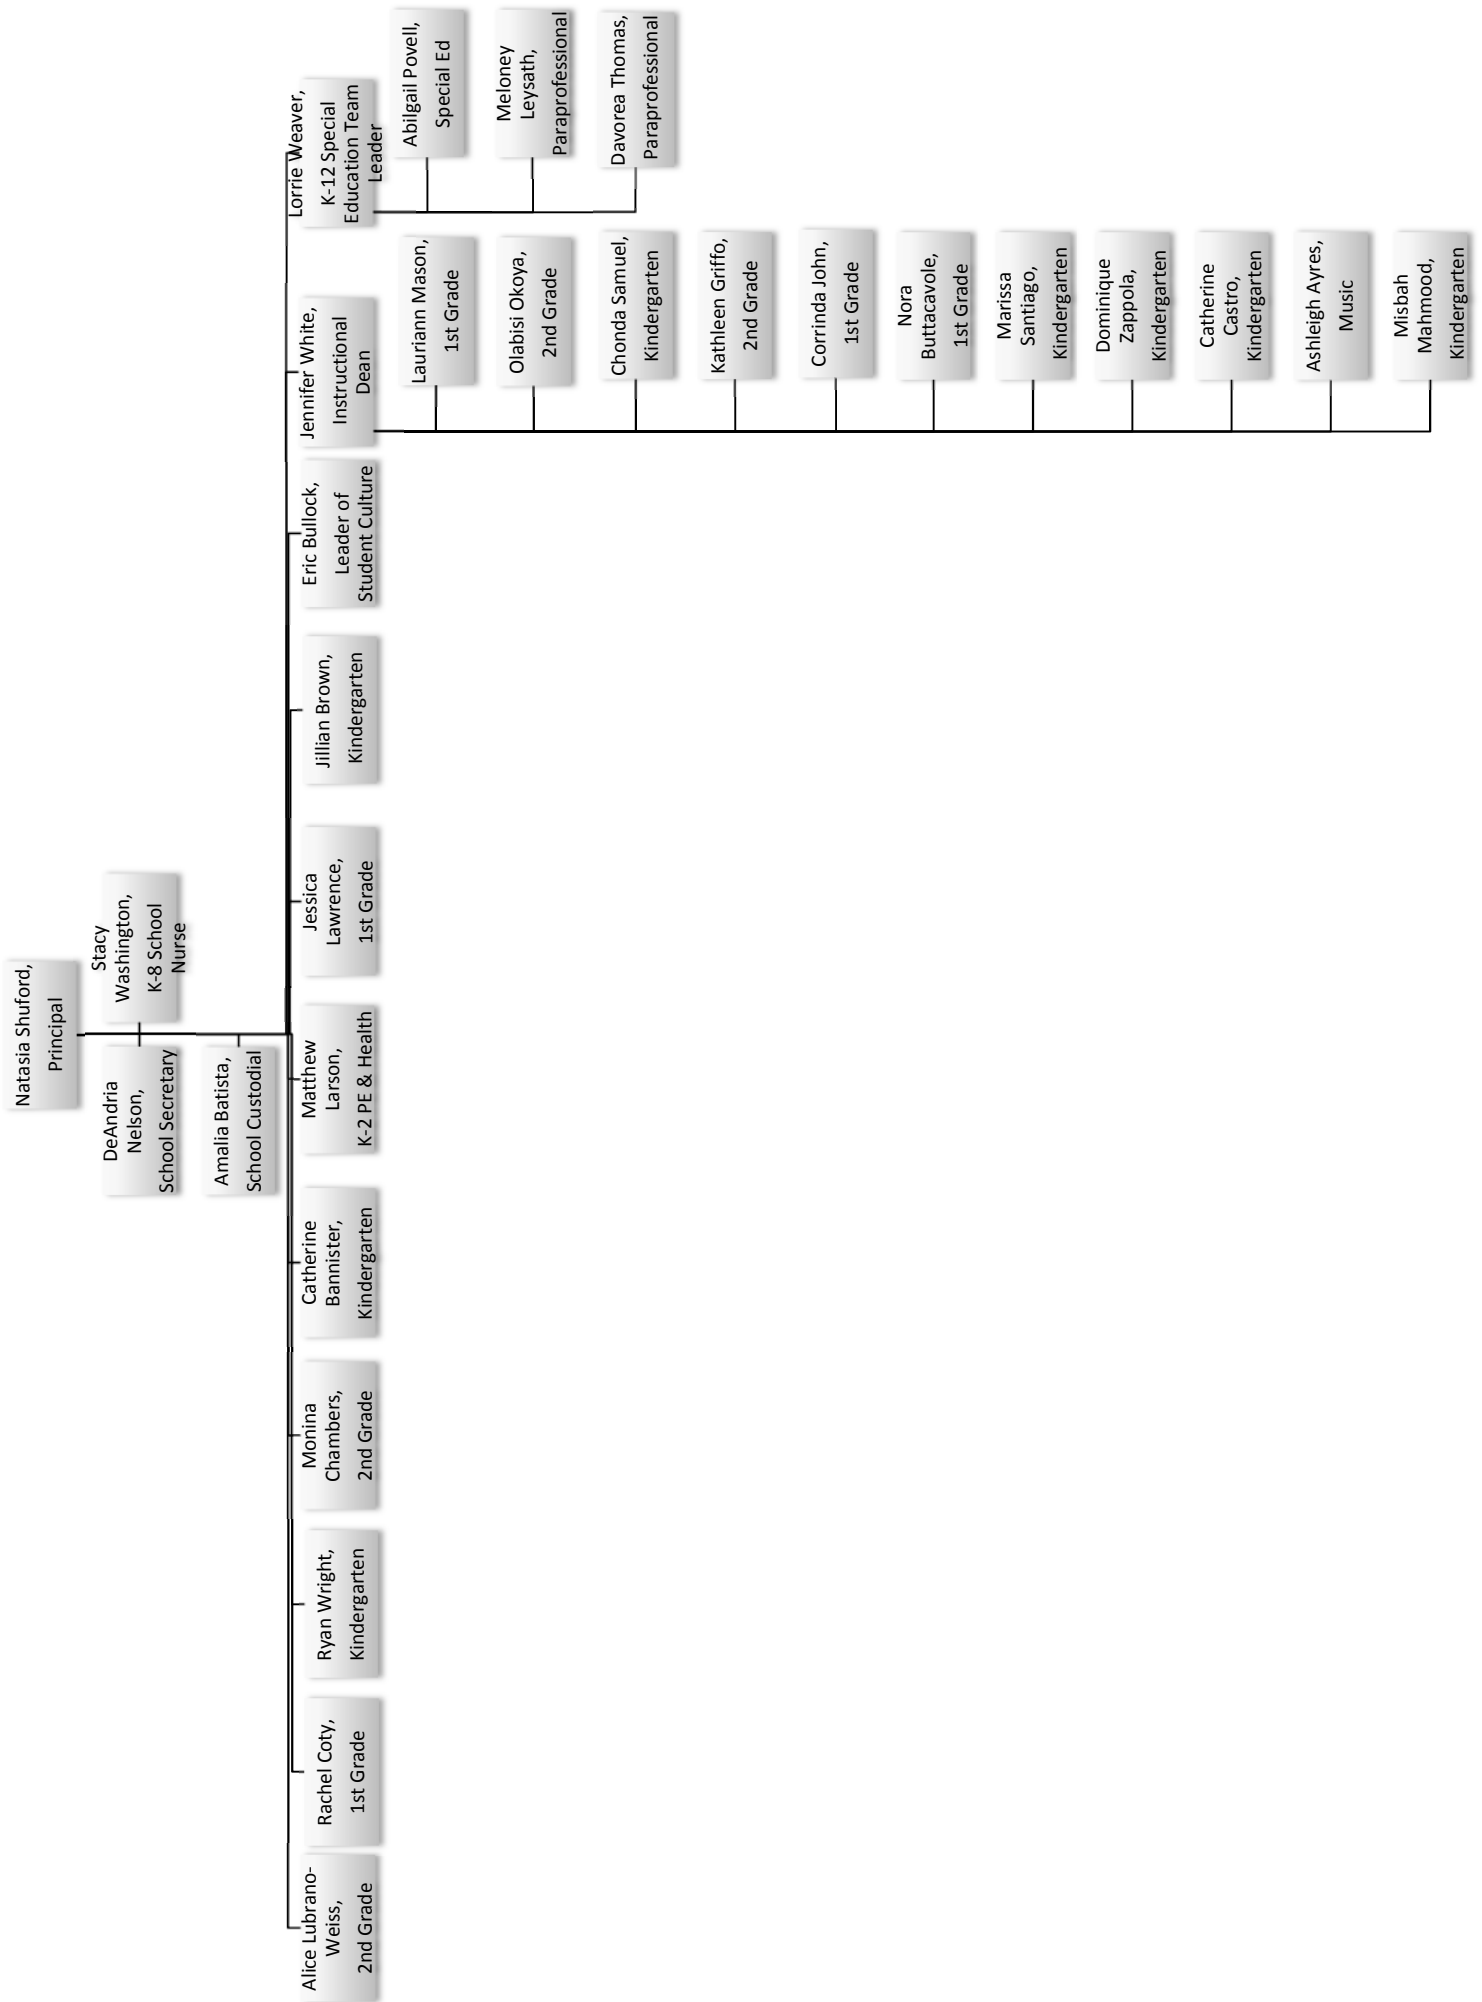 Natasia Shuford,
Principal
DeAndria
Nelson,
School Secretary
Stacy
Washington,
K-8 School
Nurse
Amalia Batista,
School Custodial
Alice Lubrano-
Weiss,
2nd Grade
Rachel Coty,
1st Grade
Ryan Wright,
Kindergarten
Monina
Chambers,
2nd Grade
Catherine
Bannister,
Kindergarten
Matthew
Larson,
K-2 PE & Health
Jessica
Lawrence,
1st Grade
Jillian Brown,
Kindergarten
Eric Bullock,
Leader of
Student Culture
Jennifer White,
Instructional
Dean
Lauriann Mason,
1st Grade
Olabisi Okoya,
2nd Grade
Chonda Samuel,
Kindergarten
Kathleen Griffo,
2nd Grade
Corrinda John,
1st Grade
Nora
Buttacavole,
1st Grade
Marissa
Santiago,
Kindergarten
Dominique
Zappola,
Kindergarten
Catherine
Castro,
Kindergarten
Ashleigh Ayres,
Music
Misbah
Mahmood,
Kindergarten
Lorrie Weaver,
K-12 Special
Education Team
Leader
Abilgail Povell,
Special Ed
Meloney
Leysath,
Paraprofessional
Davorea Thomas,
Paraprofessional